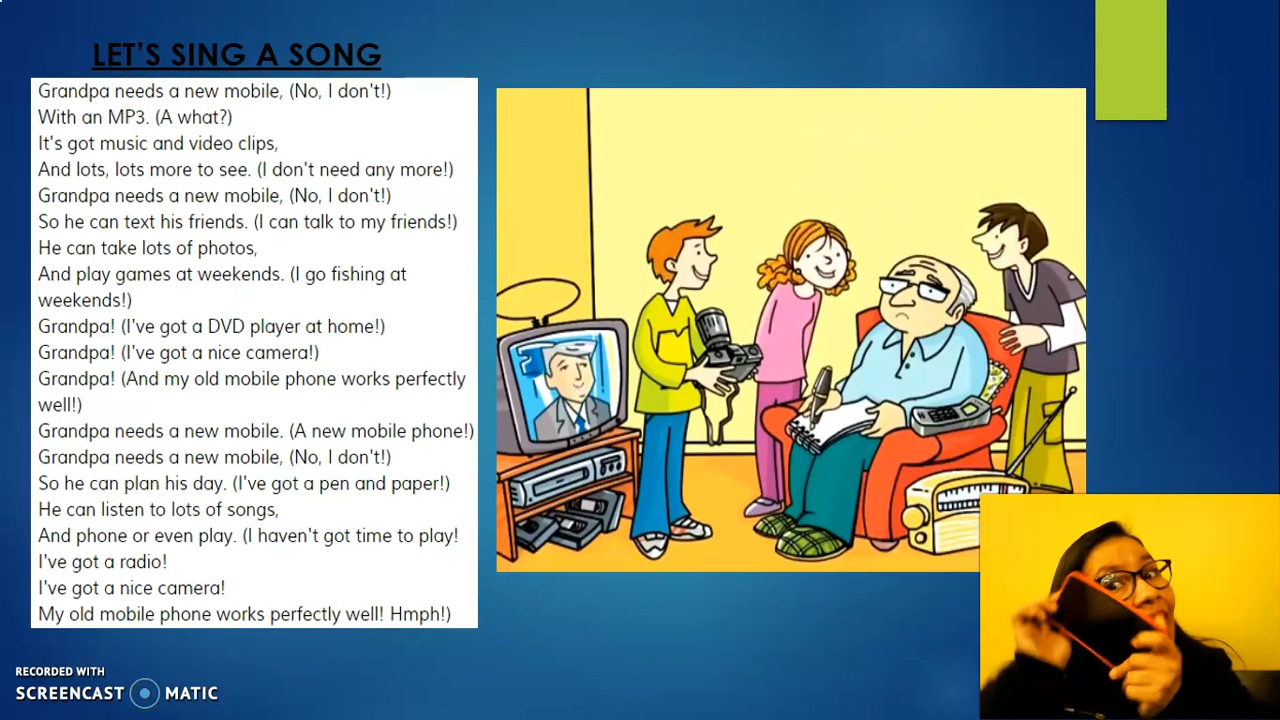 LET'S SING A SONG
Grandpa needs a new mobile, (No, I don't!)
With an MP3. (A what?)
It's got music and video clips,
And lots, lots more to see. (I don't need any more!)
Grandpa needs a new mobile, (No, I don't!)
So he can text his friends. (I can talk to my friends!)
He can take lots of photos,
And play games at weekends. (I go fishing at
weekends!)
Grandpa! (I've got a DVD player at home!)
Grandpa! (I've got a nice camera!)
Grandpa! (And my old mobile phone works perfectly
well!)
Grandpa needs a new mobile. (A new mobile phone!)
Grandpa needs a new mobile, (No, I don't!)
So he can plan his day. (I've got a pen and paper!)
He can listen to lots of songs,
And phone or even play. (I haven't got time to play!
I've got a radio!
I've got a nice camera!
My old mobile phone works perfectly well! Hmph!)
RECORDED WITH
SCREENCAST MATIC